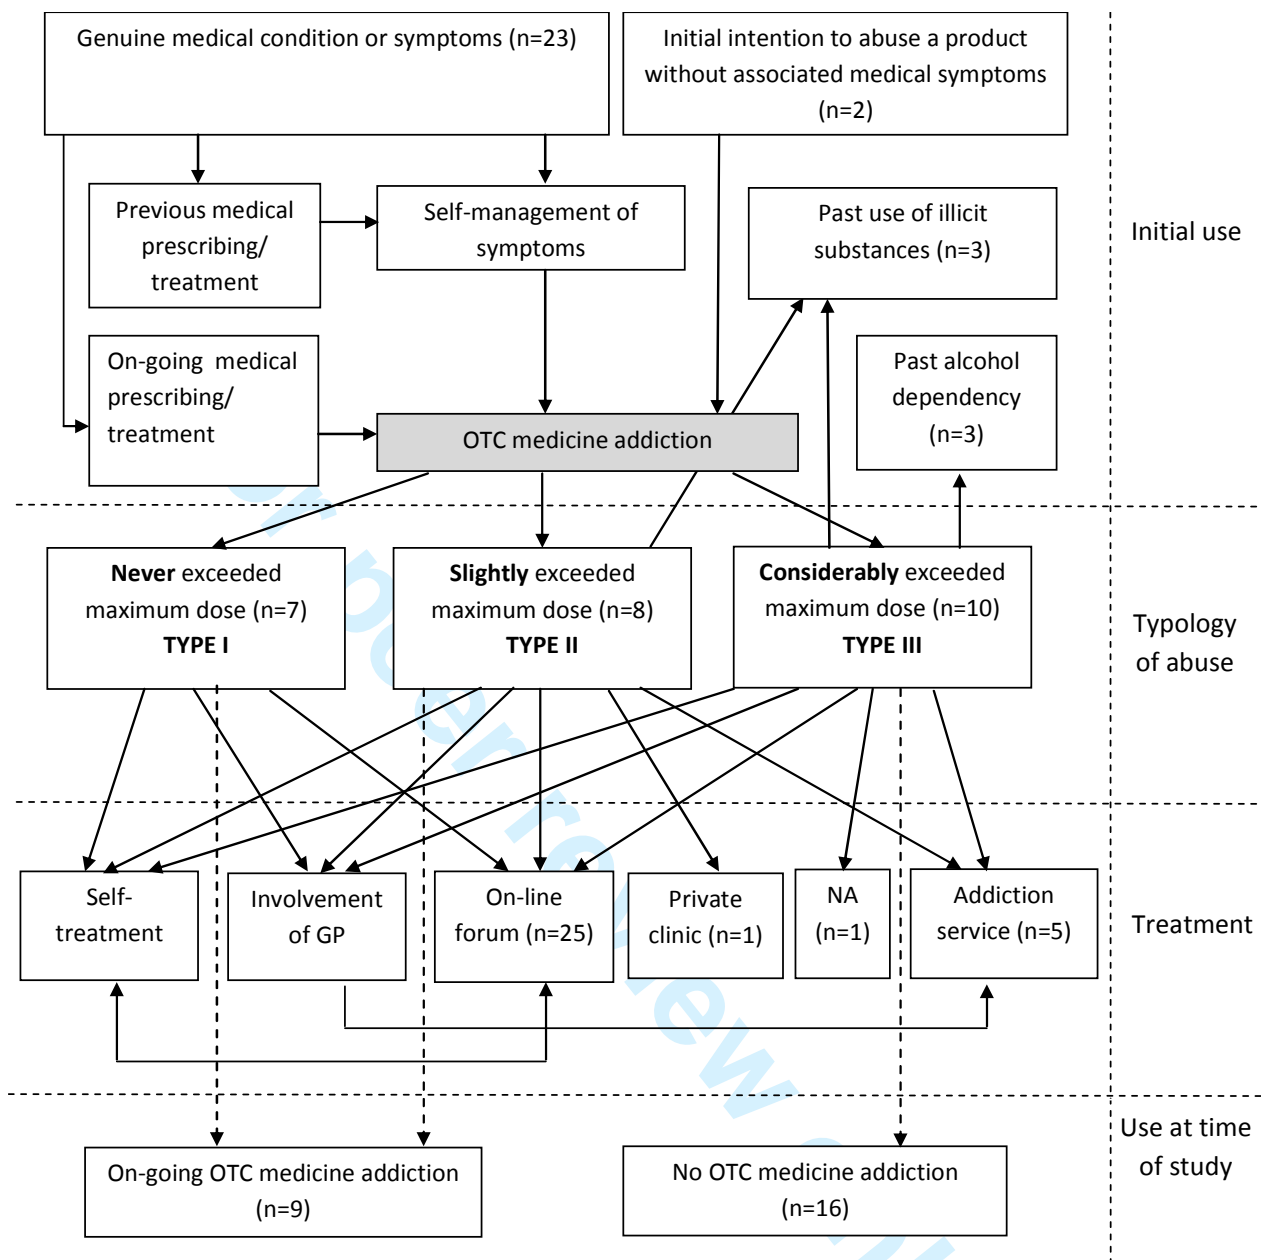 Genuine medical condition or symptoms (n=23)
Initial intention to abuse a product
without associated medical symptoms
(n=2)
Previous medical
prescribing/
treatment
Self-management of
symptoms
Past use of illicit
substances (n=3)
Initial use
On-going medical
prescribing/
treatment
Past alcohol
dependency
(n=3)
OTC medicine addiction
Never exceeded
maximum dose (n=7)
TYPE I
Slightly exceeded
maximum dose (n=8)
TYPE II
Considerably exceeded
maximum dose (n=10)
TYPE III
Typology
of abuse
Self-
treatment
Involvement
of GP
On-line
forum (n=25)
Private
clinic (n=1)
NA
(n=1)
Addiction
service (n=5)
Treatment
On-going OTC medicine addiction
(n=9)
No OTC medicine addiction
(n=16)
Use at time
of study
peer review